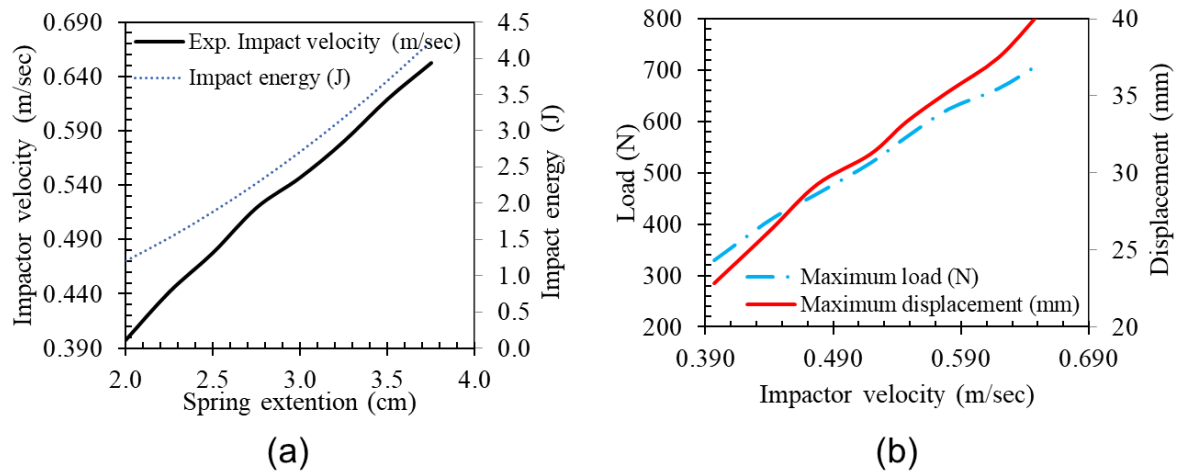 Impactor velocity (m/sec)
0.690
0.640
0.590
0.540
0.490
0.440
0.390
Exp. Impact velocity (m/sec)
Impact energy (J)
4.5
4.0
3.5
3.0
2.5
2.0
1.5
1.0
0.5
0.0
Impact energy (J)
2.0 2.5 3.0 3.5 4.0
Spring extention (cm)
(a)
Load (N)
800
700
600
500
400
300
200
Maximum load (N)
Maximum displacement (mm)
40
35
30
25
20
Displacement (mm)
0.390 0.490 0.590 0.690
Impactor velocity (m/sec)
(b)